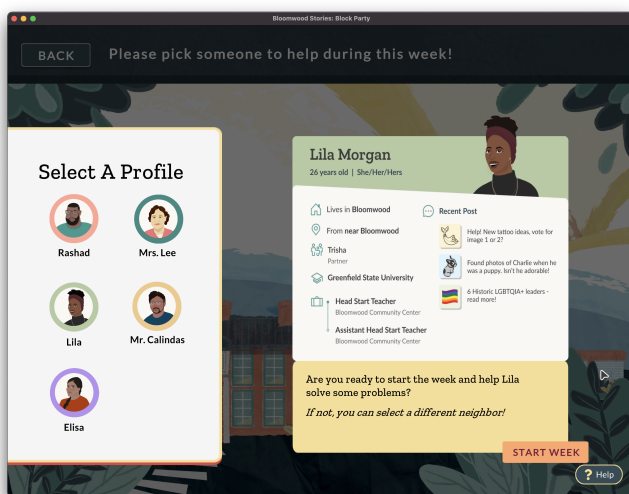 Bloomwood Stories: Block Party
BACK
Please pick someone to help during this week!
Select A Profile
Rashad
Mrs. Lee
Lila
Mr. Calindas
Elisa
Lila Morgan
26 years old | She/Her/Hers
Lives in Bloomwood
From near Bloomwood
Trisha
Partner
Greenfield State University
Head Start Teacher
Bloomwood Community Center
Assistant Head Start Teacher
Bloomwood Community Center
Recent Post
Help! New tattoo ideas, vote for
image 1 or 2?
Found photos of Charlie when he
was a puppy. Isn't he adorable!
6 Historic LGBTQIA+ leaders -
read more!
Are you ready to start the week and help Lila
solve some problems?
If not, you can select a different neighbor!
START WEEK
? Help